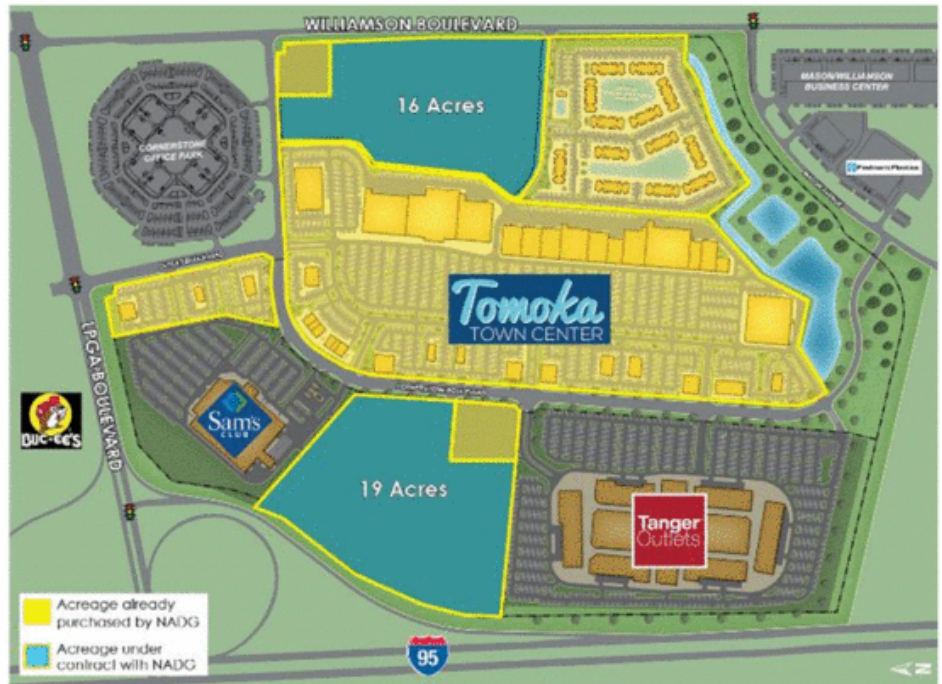 WILLIAMSON BOULEVARD
16 Acres
MASON/WILLIAMSON
BUSINESS CENTER
CORNERSTONE
OFFICE PARK
Tomoka
TOWN CENTER
LPGA BOULEVARD
BUC-EE'S
Sam's
CLUB
19 Acres
Tanger
Outlets
Acreage already
purchased by NADG
Acreage under
contract with NADG
95
N